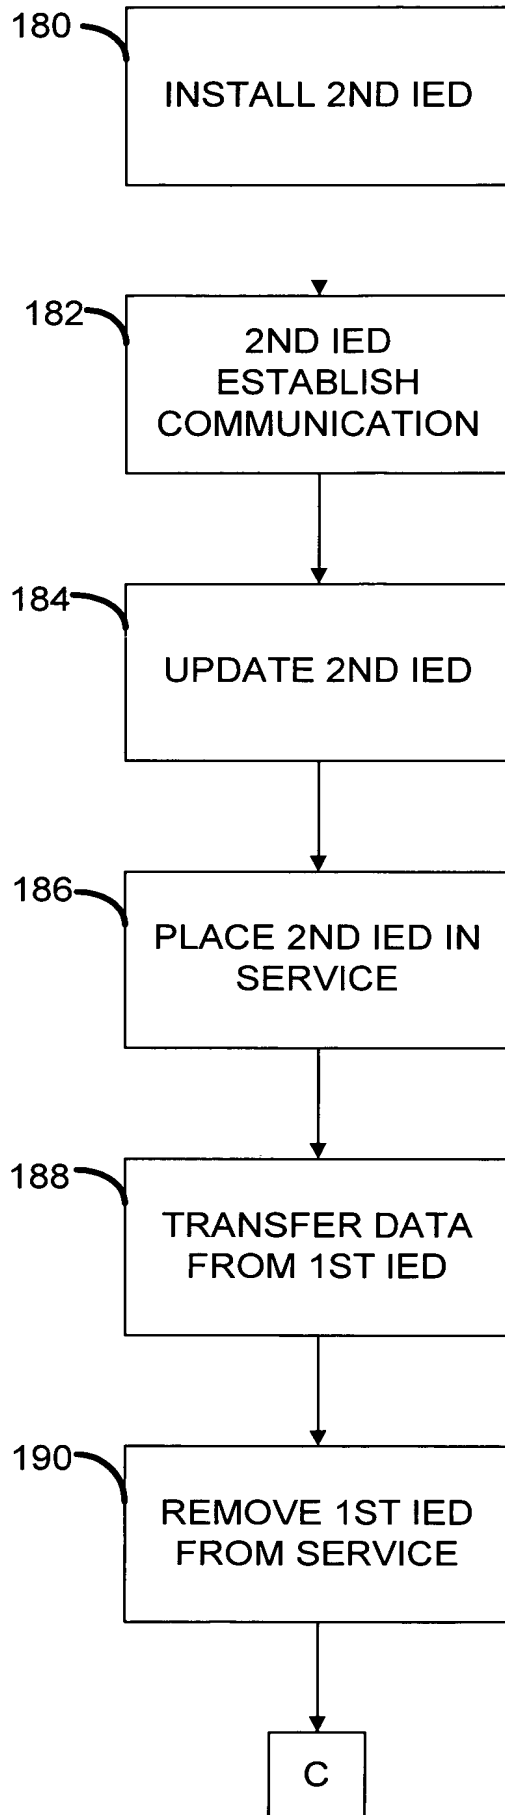 180
INSTALL 2ND IED
182
2ND IED
ESTABLISH
COMMUNICATION
184
UPDATE 2ND IED
186
PLACE 2ND IED IN
SERVICE
188
TRANSFER DATA
FROM 1ST IED
190
REMOVE 1ST IED
FROM SERVICE
C